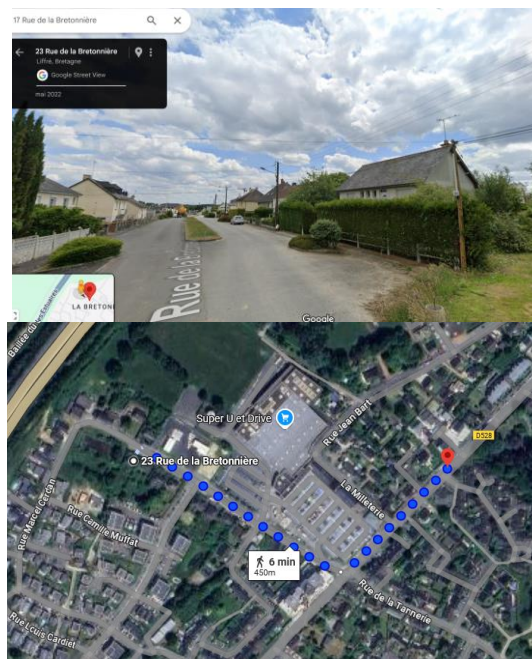 17 Rue de la Bretonnière
23 Rue de la Bretonnière
Liffré, Bretagne
Google Street View
mai 2022
Rue de la
LA BRETON
Google
Super U et Drive
Rue Jean Bart
D528
23 Rue de la Bretonnière
La Milleterie
Rue Marcel Cerdan
Rue Camille Muffat
6 min
450m
Rue de la Tannerie
Rue Louis Cardiet